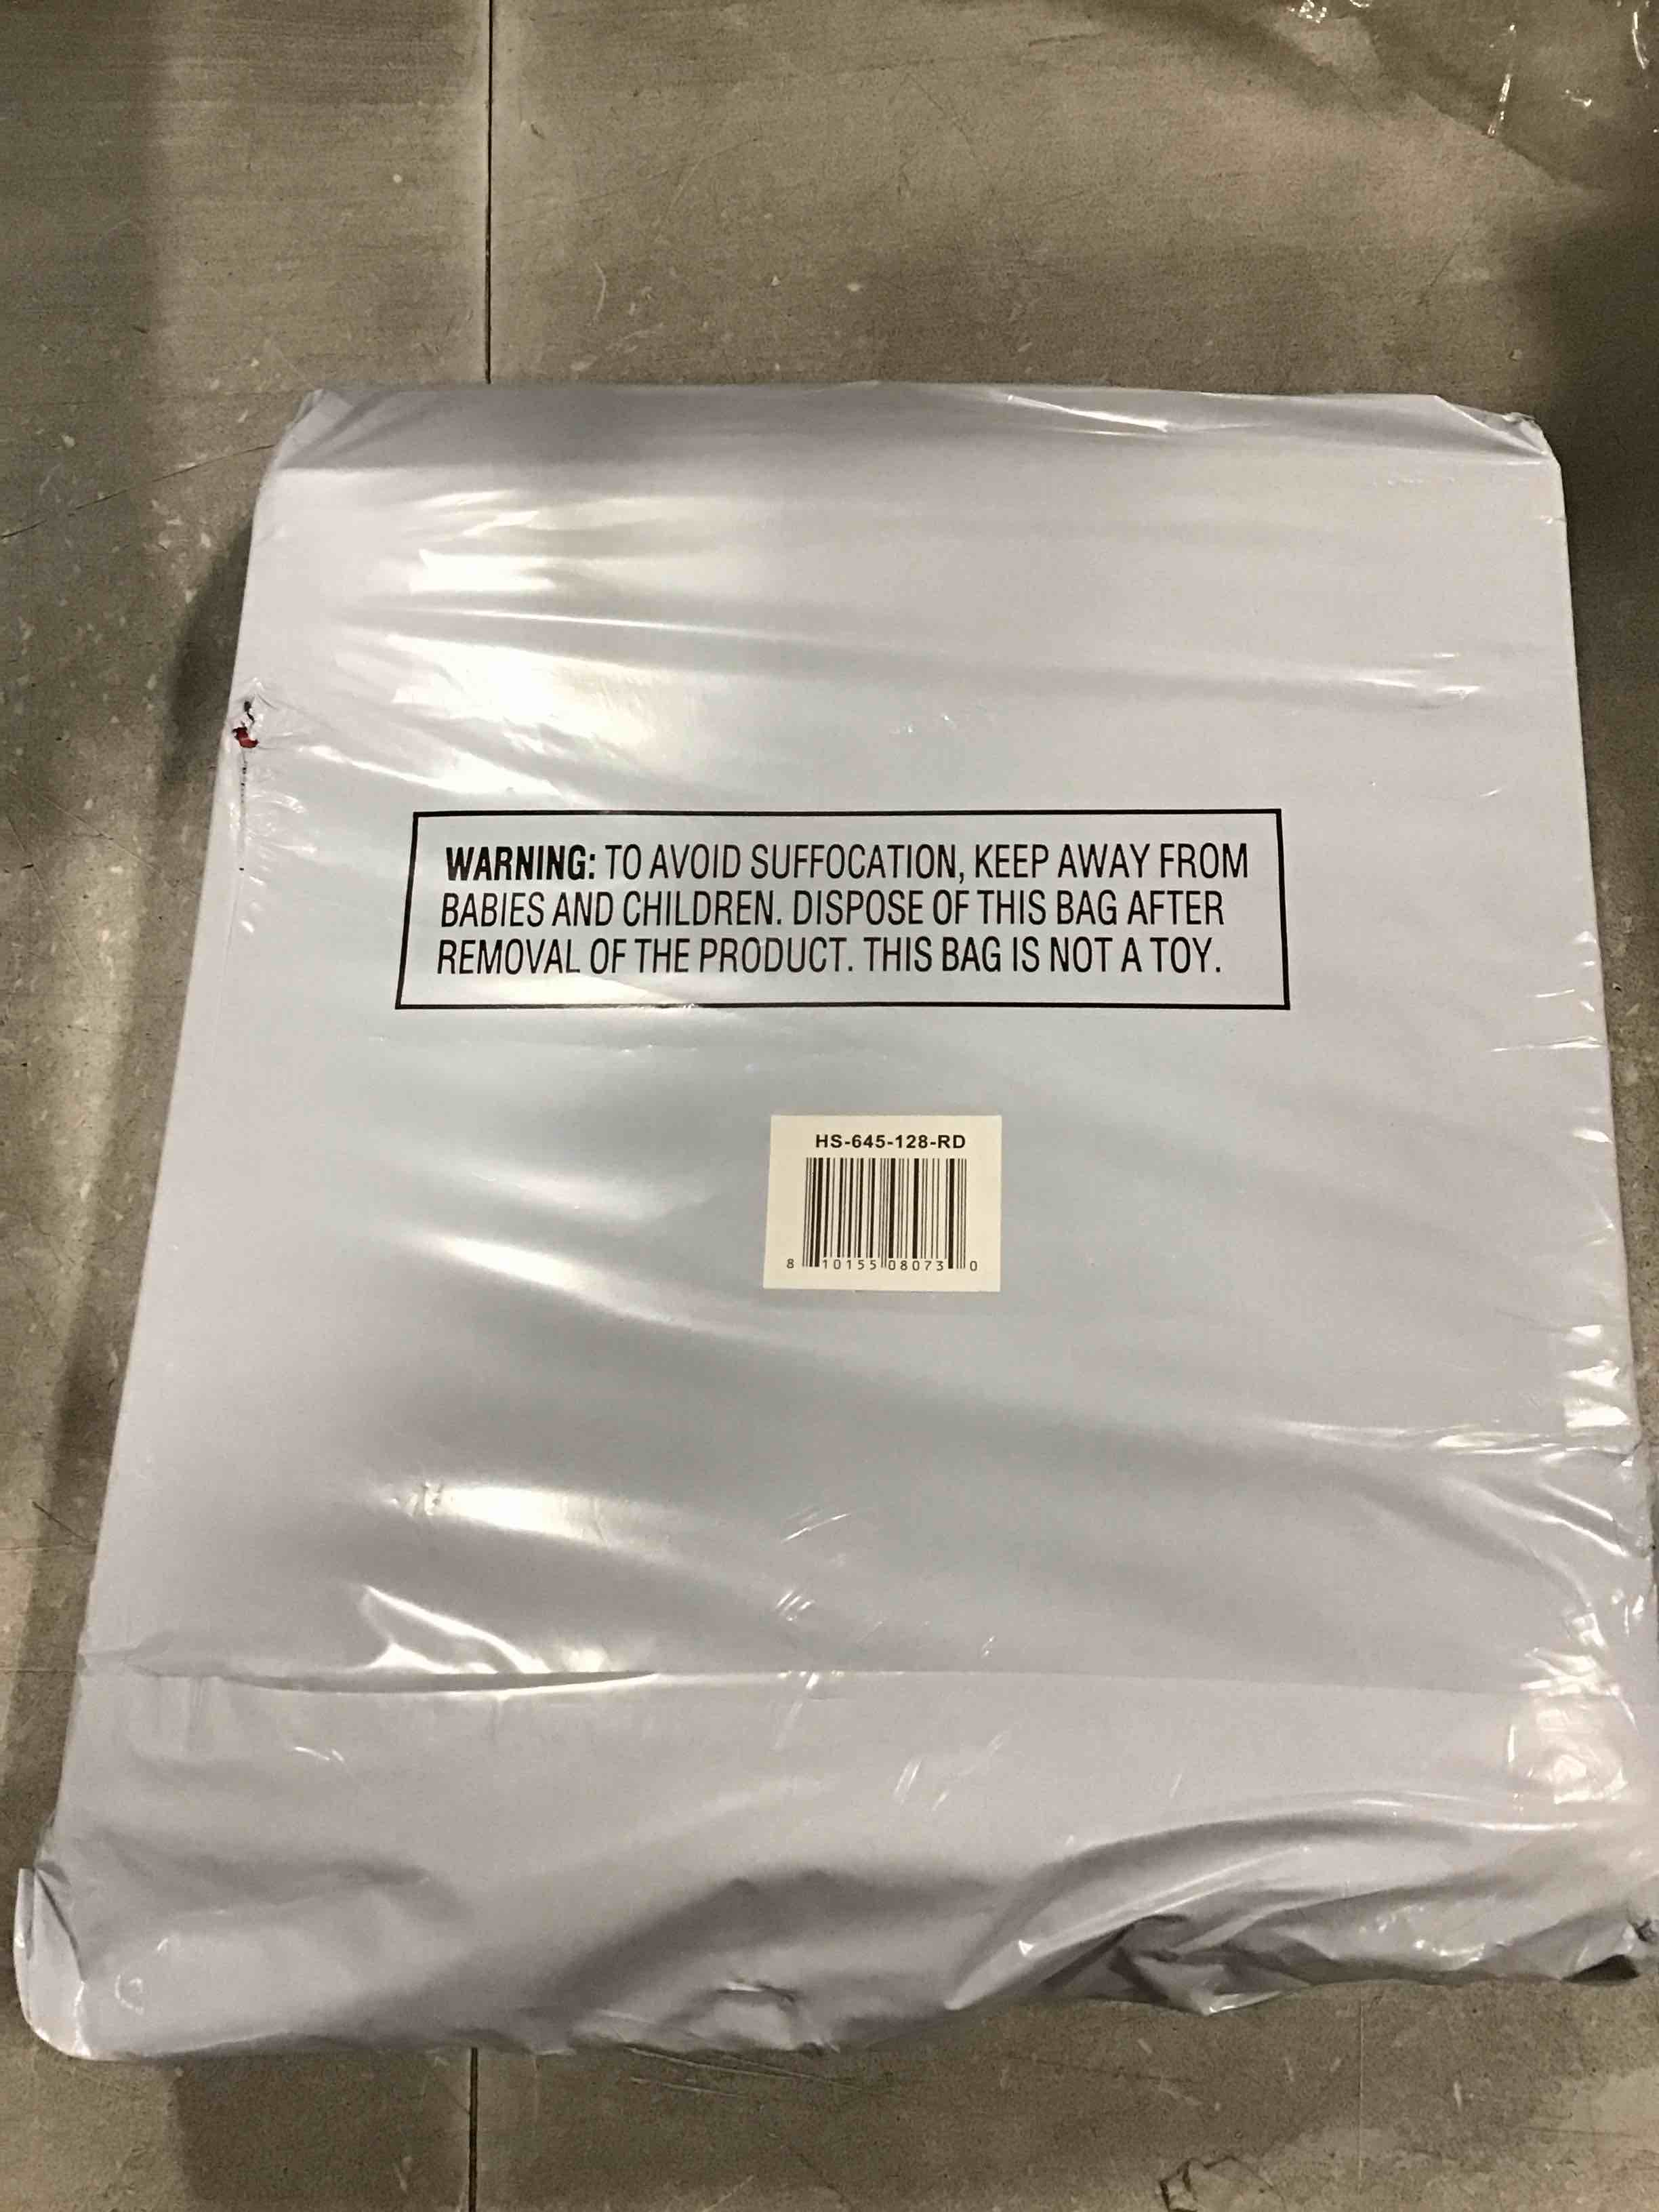 WARNING: TO AVOID SUFFOCATION, KEEP AWAY FROM
BABIES AND CHILDREN. DISPOSE OF THIS BAG AFTER
REMOVAL OF THE PRODUCT. THIS BAG IS NOT A TOY.
HS-645-128-RD
8 10155 08073 0